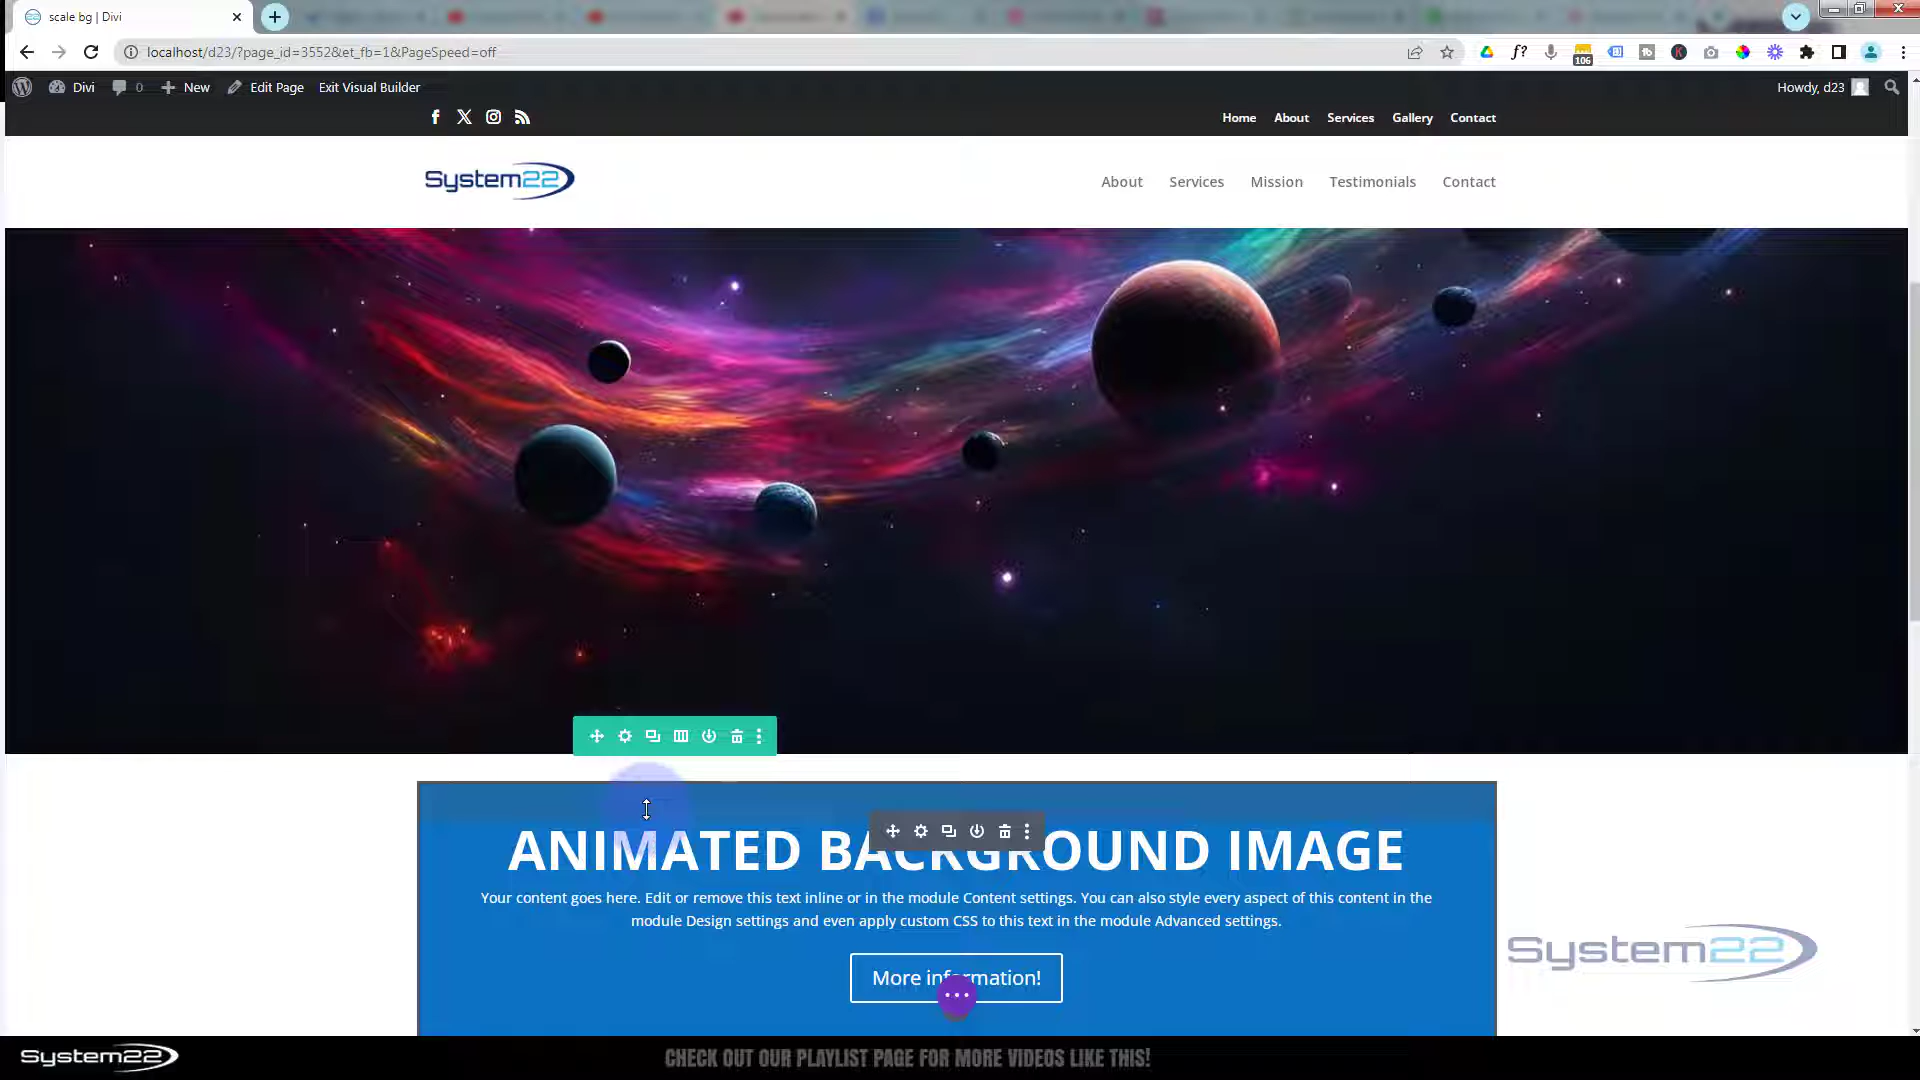 scale bg | Divi
localhost/d23/?page_id=3552&et_fb=1&PageSpeed=off
f?
106
Divi 0 New Edit Page Exit Visual Builder Howdy, d23
Home About Services Gallery Contact
System22
About Services Mission Testimonials Contact
ANIMATED BACKGROUND IMAGE
Your content goes here. Edit or remove this text inline or in the module Content settings. You can also style every aspect of this content in the
module Design settings and even apply custom CSS to this text in the module Advanced settings.
More information!
System22
System22
CHECK OUT OUR PLAYLIST PAGE FOR MORE VIDEOS LIKE THIS!